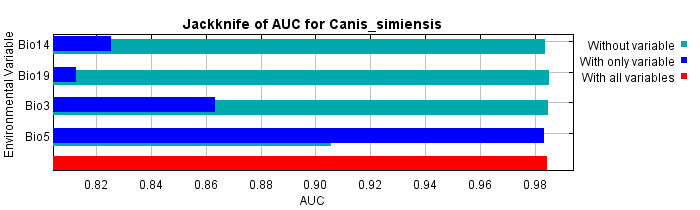 Jackknife of AUC for Canis_simiensis
Environmental Variable
Bio14
Bio19
Bio3
Bio5
0.82 0.84 0.86 0.88 0.90 0.92 0.94 0.96 0.98
AUC
Without variable
With only variable
With all variables